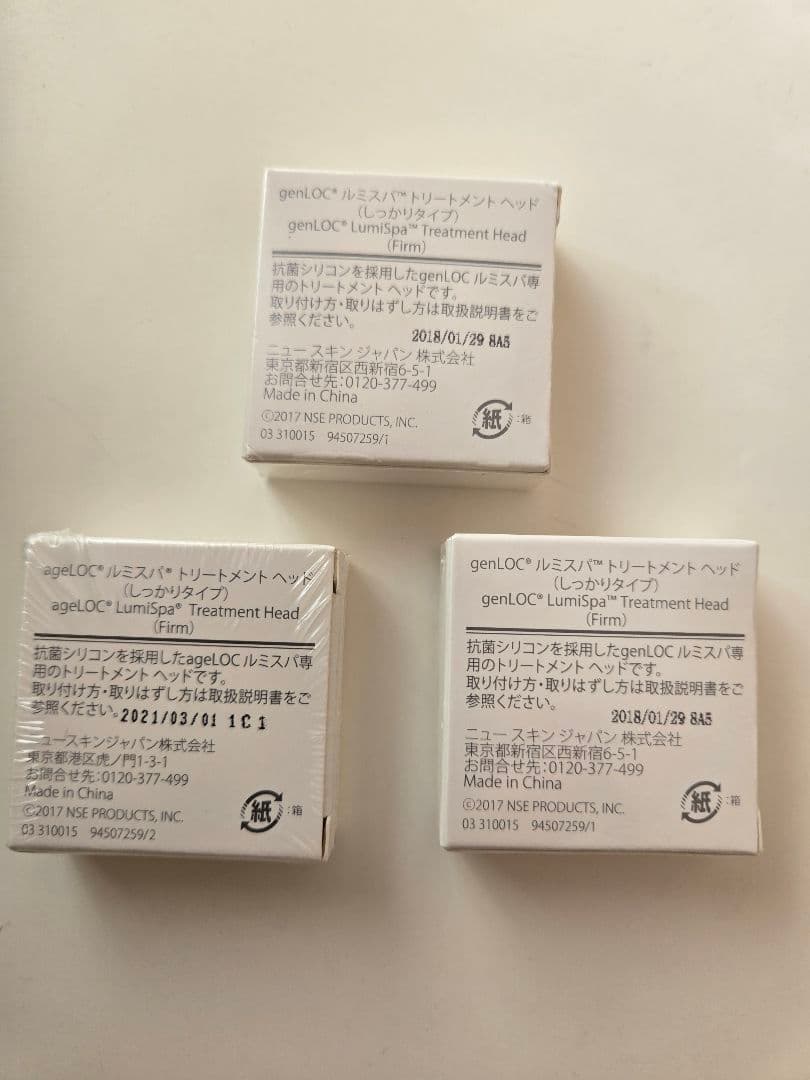 genLOC® ルミスパ™ トリートメント ヘッド
(しっかりタイプ)
genLOC® LumiSpa™ Treatment Head
(Firm)
抗菌シリコンを採用したgenLOC ルミスパ専
用のトリートメント ヘッドです。
取り付け方・取りはずし方は取扱説明書をご
参照ください。
2018/01/29 8A5
ニュー スキン ジャパン 株式会社
東京都新宿区西新宿6-5-1
お問合せ先:0120-377-499
Made in China
©2017 NSE PRODUCTS, INC.
03 310015 94507259/1
紙:箱
ageLOC® ルミスパ® トリートメント ヘッド
(しっかりタイプ)
ageLOC® LumiSpa® Treatment Head
(Firm)
抗菌シリコンを採用したageLOC ルミスパ専
用のトリートメント ヘッドです。
取り付け方・取りはずし方は取扱説明書をご
参照ください。2021/03/01 1C 1
ニュースキンジャパン株式会社
東京都港区虎ノ門1-3-1
お問合せ先:0120-377-499
Made in China
©2017 NSE PRODUCTS, INC.
03 310015 94507259/2
紙:箱
genLOC® ルミスパ™ トリートメント ヘッド
(しっかりタイプ)
genLOC® LumiSpa™ Treatment Head
(Firm)
抗菌シリコンを採用したgenLOC ルミスパ専
用のトリートメント ヘッドです。
取り付け方・取りはずし方は取扱説明書をご
参照ください。
2018/01/29 8A5
ニュー スキン ジャパン 株式会社
東京都新宿区西新宿6-5-1
お問合せ先:0120-377-499
Made in China
©2017 NSE PRODUCTS, INC.
03 310015 94507259/1
紙:箱